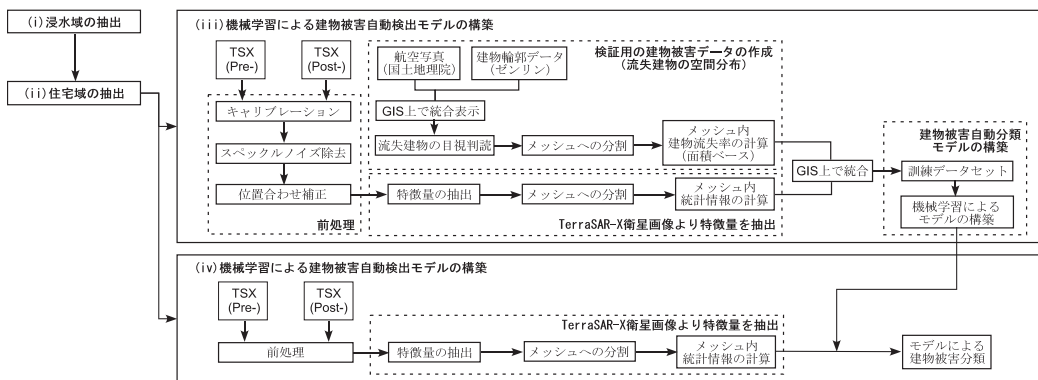 (i)浸水域の抽出
(ii)住宅域の抽出
(iii)機械学習による建物被害自動検出モデルの構築
TSX
(Pre-)
TSX
(Post-)
キャリブレーション
スペックルノイズ除去
位置合わせ補正
前処理
検証用の建物被害データの作成
(流失建物の空間分布)
航空写真
(国土地理院)
建物輪郭データ
(ゼンリン)
GIS上で統合表示
流失建物の目視判読
メッシュへの分割
メッシュ内
建物流失率の計算
(面積ベース)
特徴量の抽出
メッシュへの分割
メッシュ内
統計情報の計算
TerraSAR-X衛星画像より特徴量を抽出
GIS上で統合
建物被害自動分類
モデルの構築
訓練データセット
機械学習による
モデルの構築
(iv)機械学習による建物被害自動検出モデルの構築
TSX
(Pre-)
TSX
(Post-)
前処理
TerraSAR-X衛星画像より特徴量を抽出
特徴量の抽出
メッシュへの分割
メッシュ内
統計情報の計算
モデルによる
建物被害分類